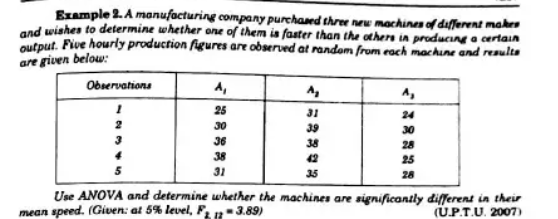 Example 2. A manufacturing company purchased three new machines of different makes
and wishes to determine whether one of them is faster than the others in producing a certain
output. Five hourly production figures are observed at random from each machine and results
are given below:
Observations A₁ A₂ A₃
1 25 31 24
2 30 39 30
3 36 38 28
4 38 42 25
5 31 35 28
Use ANOVA and determine whether the machines are significantly different in their
mean speed. (Given: at 5% level, F₂, ₁₂ = 3.89) (U.P.T.U. 2007)